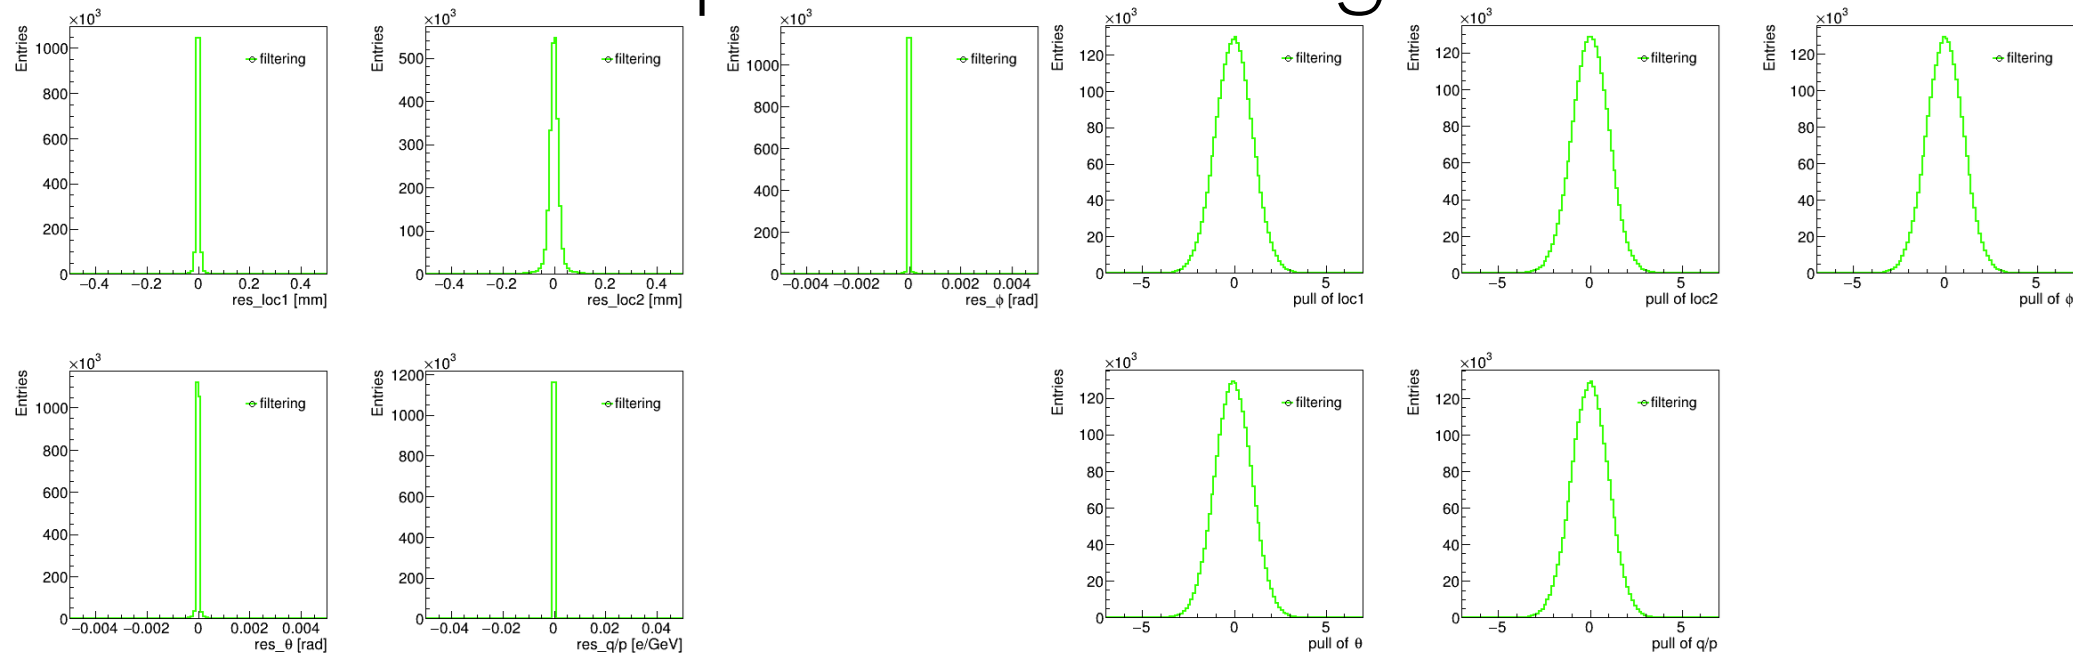 ×10³
Entries
1000
800
600
400
200
0
−0.4 −0.2 0 0.2 0.4
res_loc1 [mm]
filtering
×10³
Entries
500
400
300
200
100
0
−0.4 −0.2 0 0.2 0.4
res_loc2 [mm]
filtering
×10³
Entries
1000
800
600
400
200
0
−0.004 −0.002 0 0.002 0.004
res_ϕ [rad]
filtering
×10³
Entries
120
100
80
60
40
20
0
−5 0 5
pull of loc1
filtering
×10³
Entries
120
100
80
60
40
20
0
−5 0 5
pull of loc2
filtering
×10³
Entries
120
100
80
60
40
20
0
−5 0 5
pull of ϕ
filtering
×10³
Entries
1000
800
600
400
200
0
−0.004 −0.002 0 0.002 0.004
res_θ [rad]
filtering
×10³
Entries
1200
1000
800
600
400
200
0
−0.04 −0.02 0 0.02 0.04
res_q/p [e/GeV]
filtering
×10³
Entries
120
100
80
60
40
20
0
−5 0 5
pull of θ
filtering
×10³
Entries
120
100
80
60
40
20
0
−5 0 5
pull of q/p
filtering